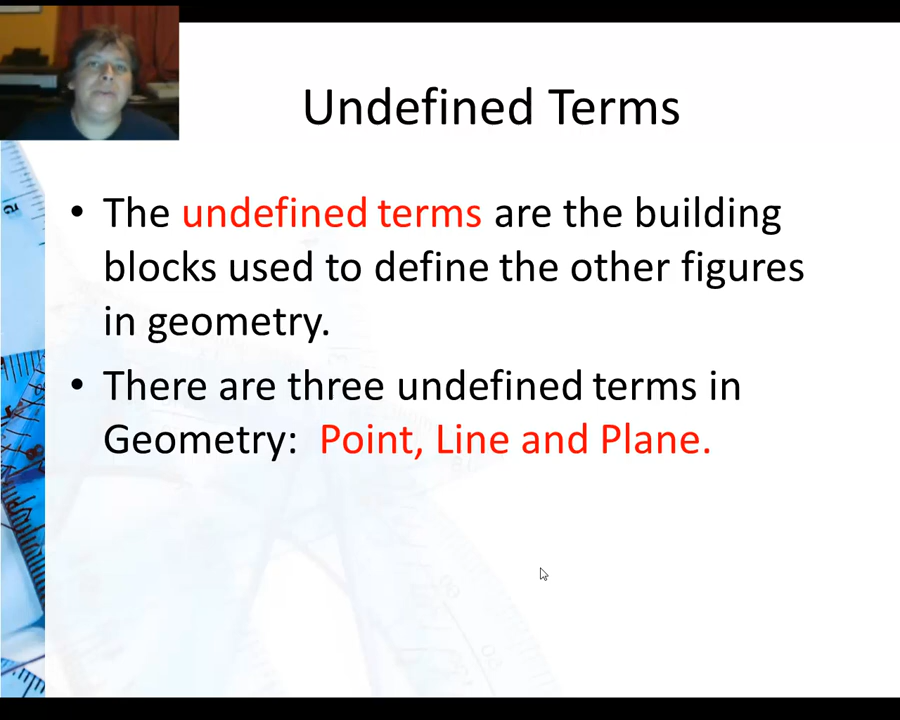 Undefined Terms
• The undefined terms are the building
blocks used to define the other figures
in geometry.
• There are three undefined terms in
Geometry:  Point, Line and Plane.